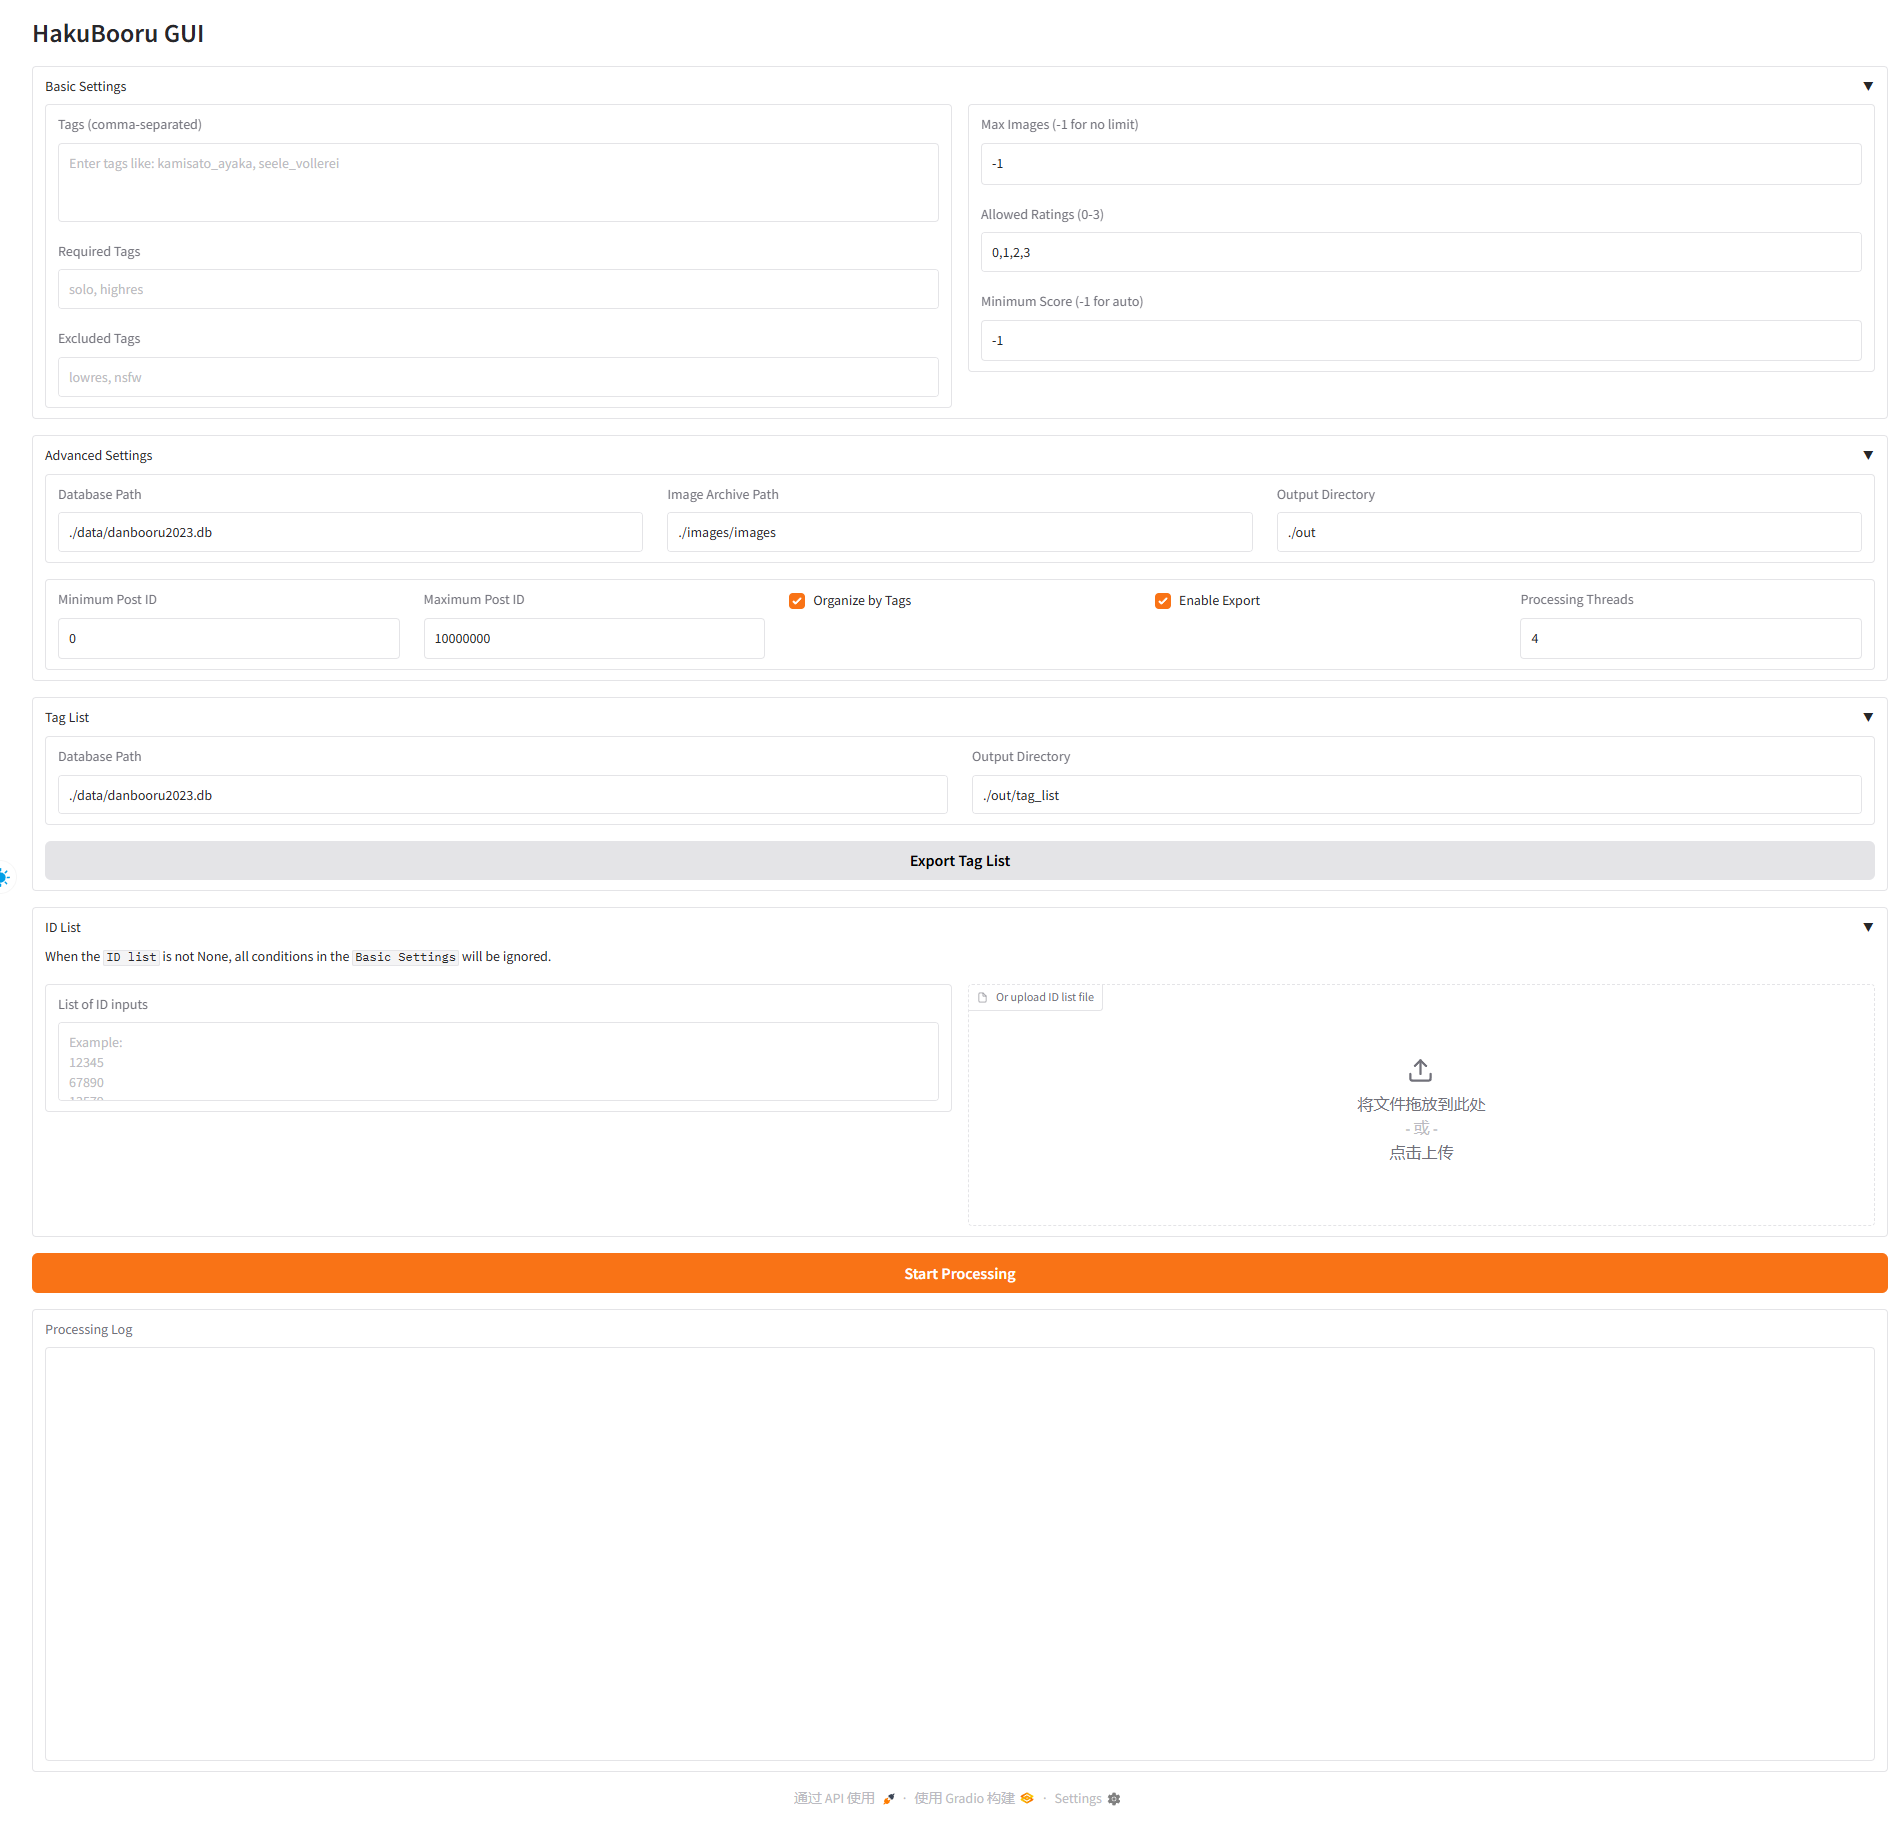 HakuBooru GUI
Basic Settings
Tags (comma-separated)
Enter tags like: kamisato_ayaka, seele_vollerei
Required Tags
solo, highres
Excluded Tags
lowres, nsfw
Max Images (-1 for no limit)
-1
Allowed Ratings (0-3)
0,1,2,3
Minimum Score (-1 for auto)
-1
Advanced Settings
Database Path
./data/danbooru2023.db
Image Archive Path
./images/images
Output Directory
./out
Minimum Post ID
0
Maximum Post ID
10000000
Organize by Tags
Enable Export
Processing Threads
4
Tag List
Database Path
./data/danbooru2023.db
Output Directory
./out/tag_list
Export Tag List
ID List
When the ID list is not None, all conditions in the Basic Settings will be ignored.
List of ID inputs
Example:
12345
67890
Or upload ID list file
将文件拖放到此处
- 或 -
点击上传
Start Processing
Processing Log
通过 API 使用 · 使用 Gradio 构建 · Settings